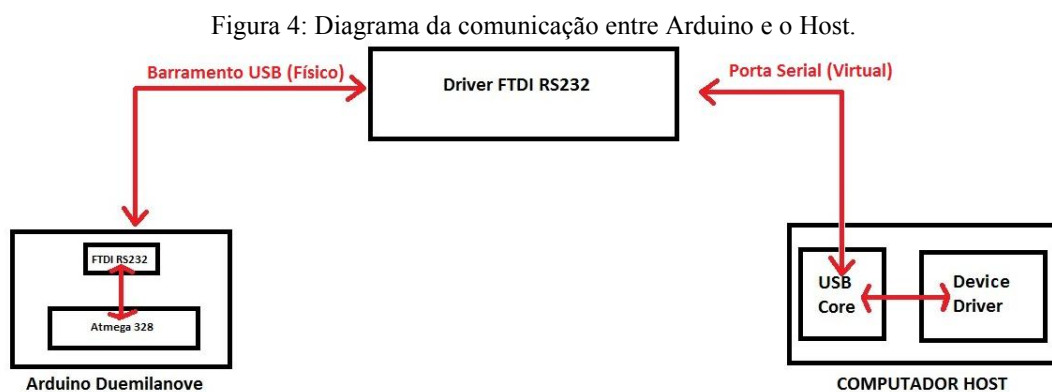 Figura 4: Diagrama da comunicação entre Arduino e o Host.
Barramento USB (Físico)
Driver FTDI RS232
Porta Serial (Virtual)
FTDI RS232
Atmega 328
Arduino Duemilanove
USB
Core
Device
Driver
COMPUTADOR HOST